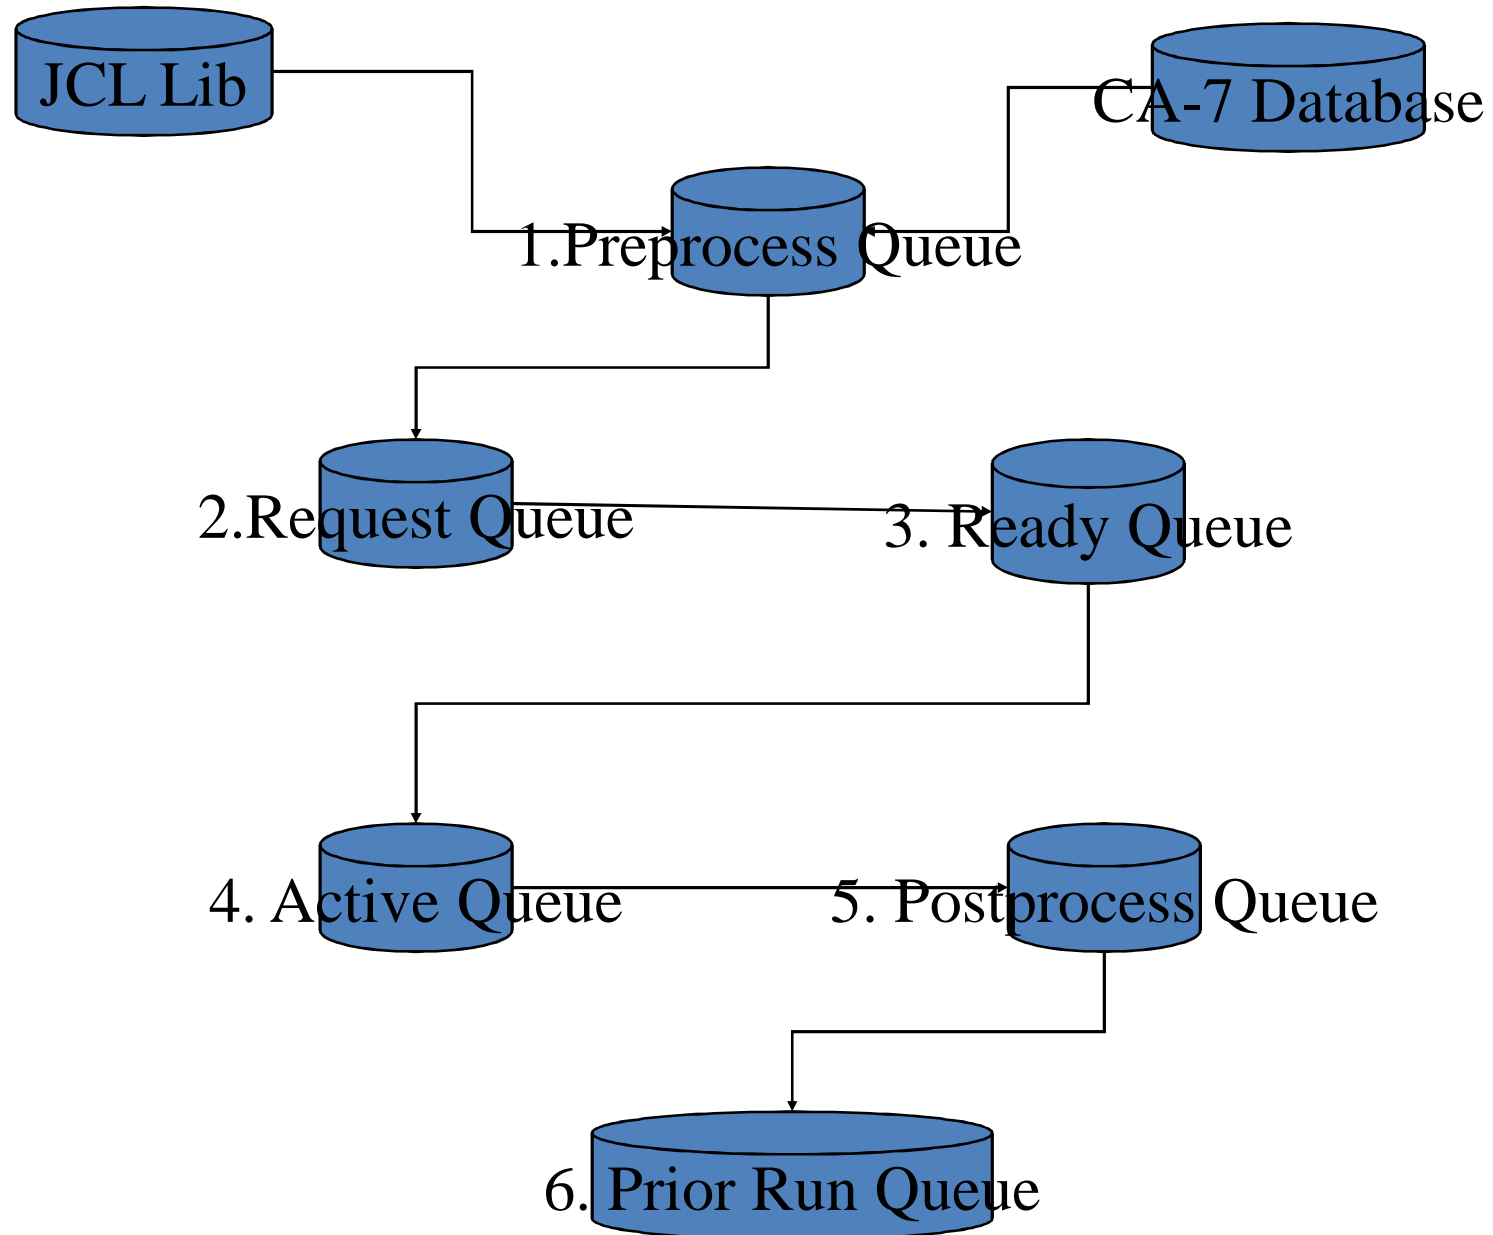 JCL Lib
CA-7 Database
1.Preprocess Queue
2.Request Queue
3. Ready Queue
4. Active Queue
5. Postprocess Queue
6. Prior Run Queue